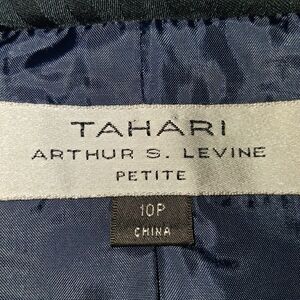 TAHARI
ARTHUR S. LEVINE
PETITE
10P
CHINA